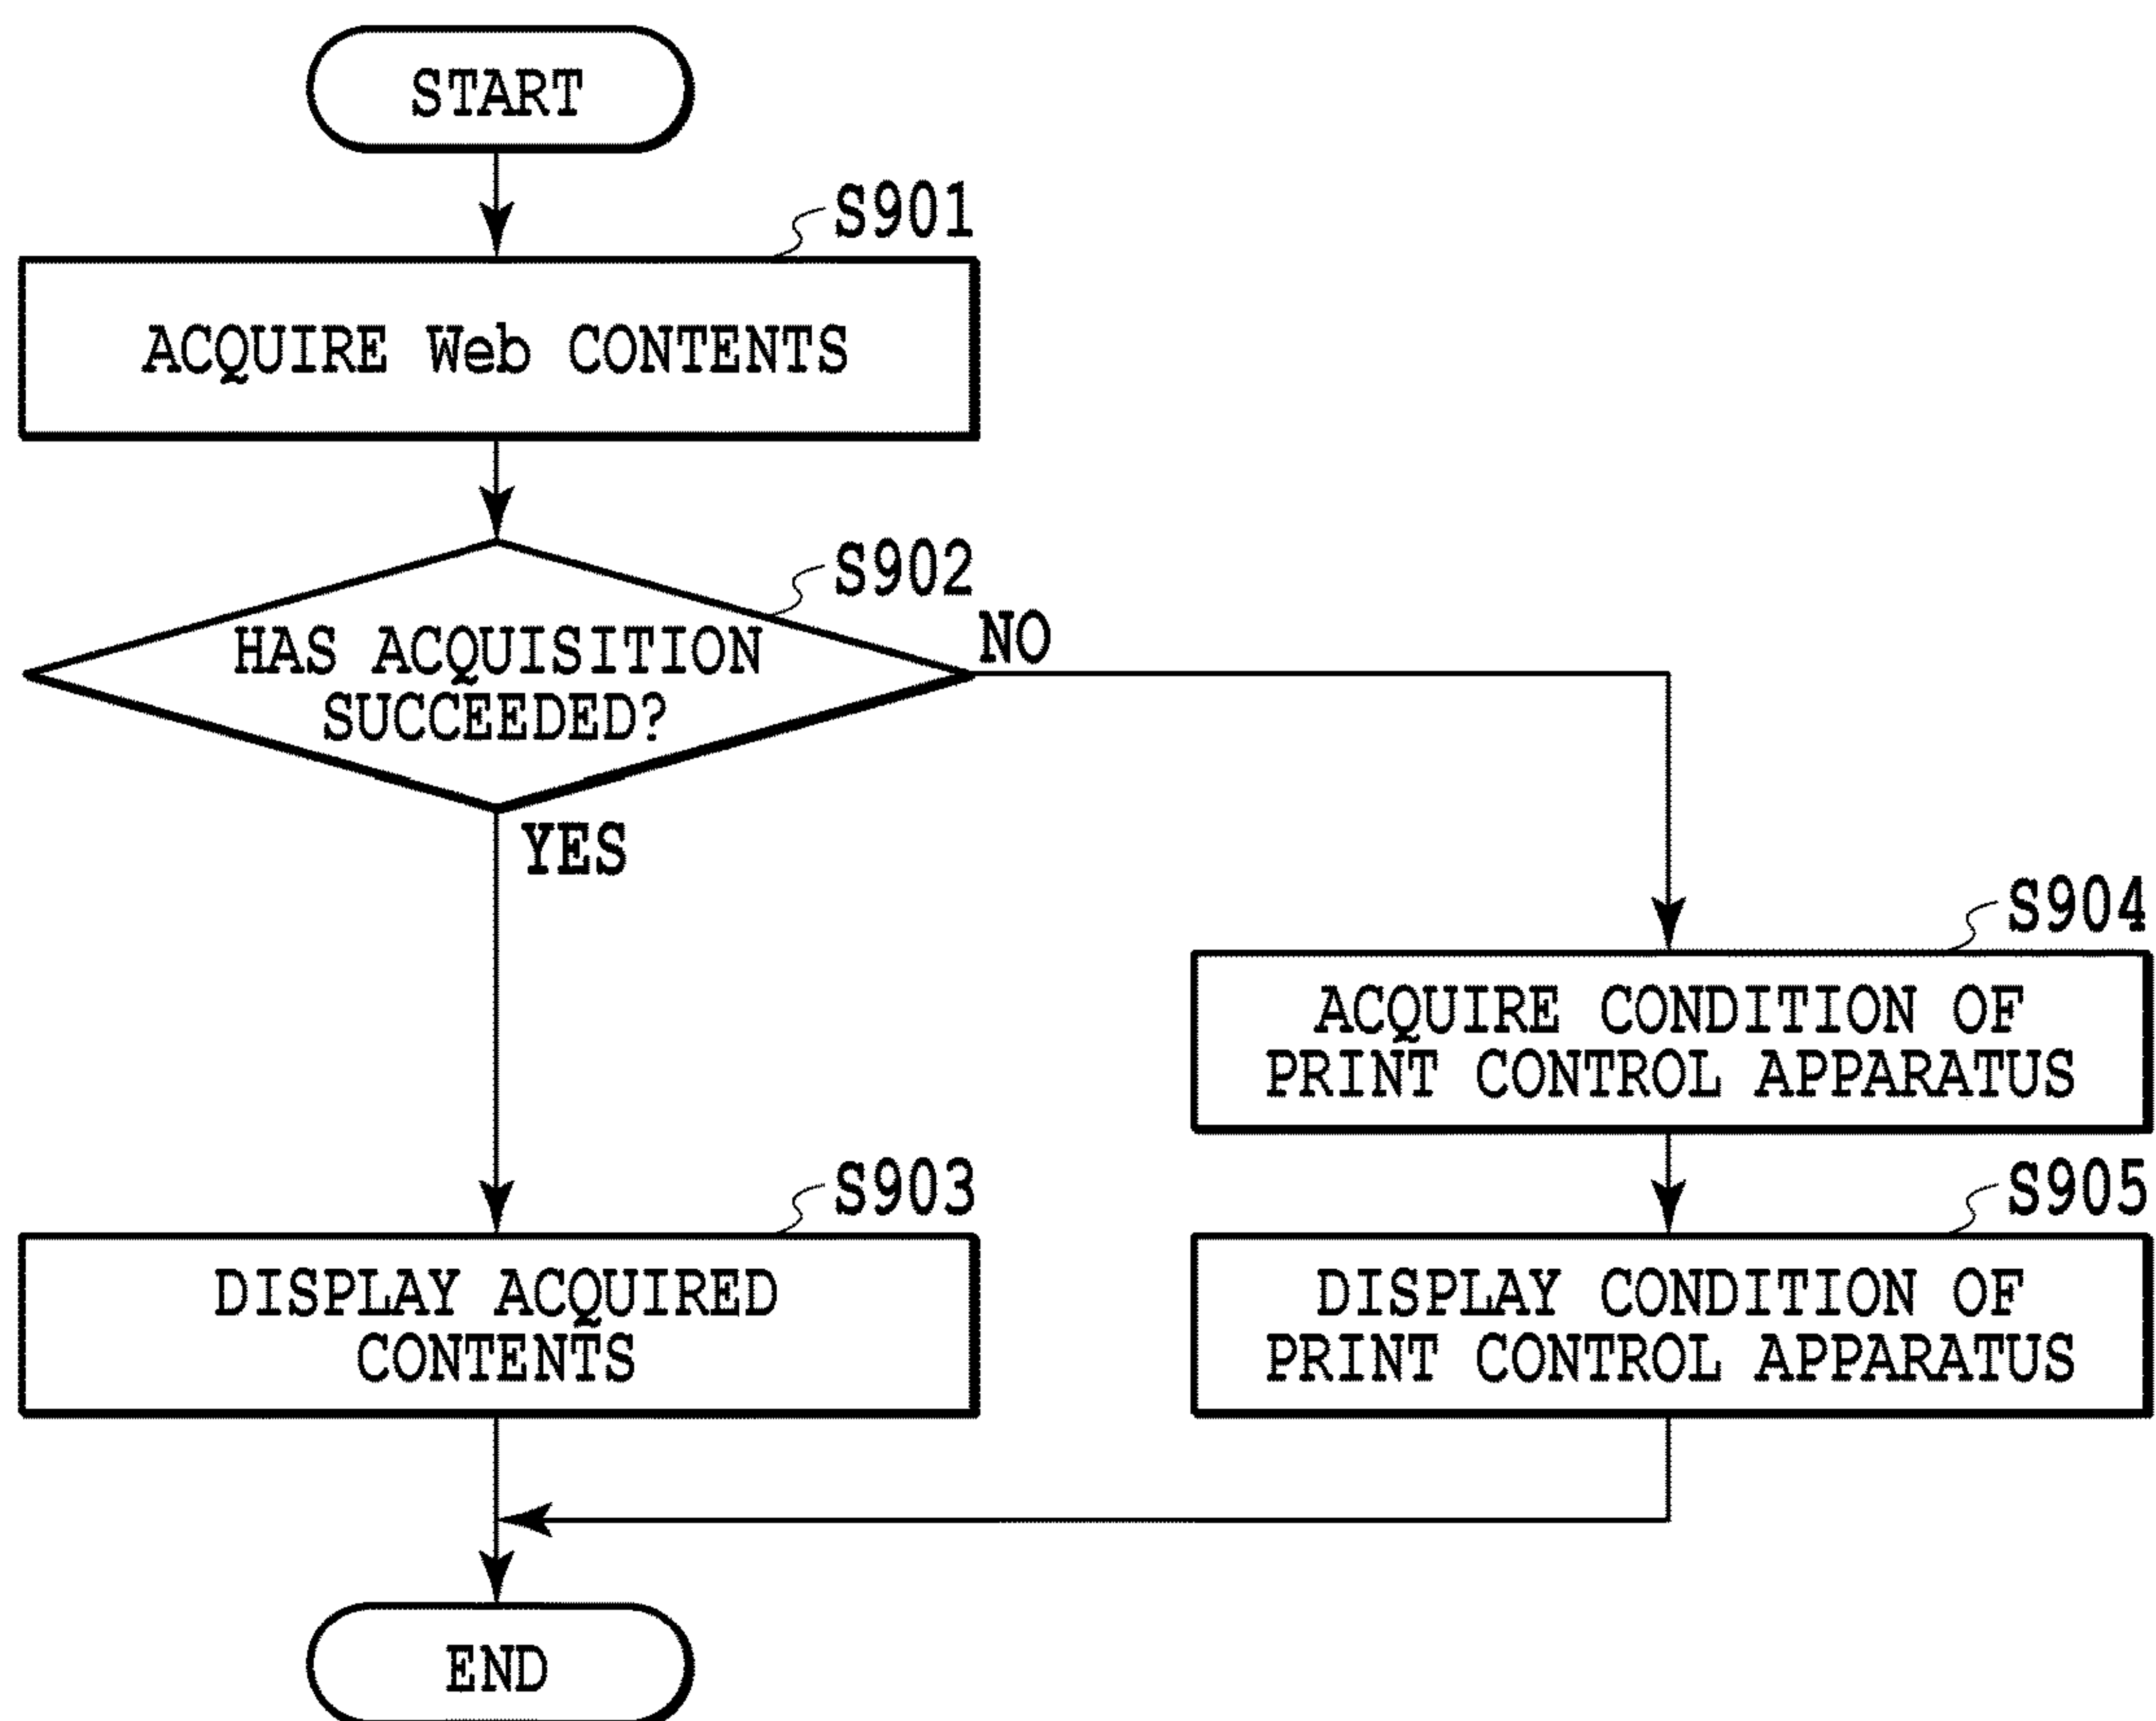 START
S901
ACQUIRE Web CONTENTS
S902
HAS ACQUISITION
SUCCEEDED?
NO
YES
S904
ACQUIRE CONDITION OF
PRINT CONTROL APPARATUS
S903
DISPLAY ACQUIRED
CONTENTS
S905
DISPLAY CONDITION OF
PRINT CONTROL APPARATUS
END